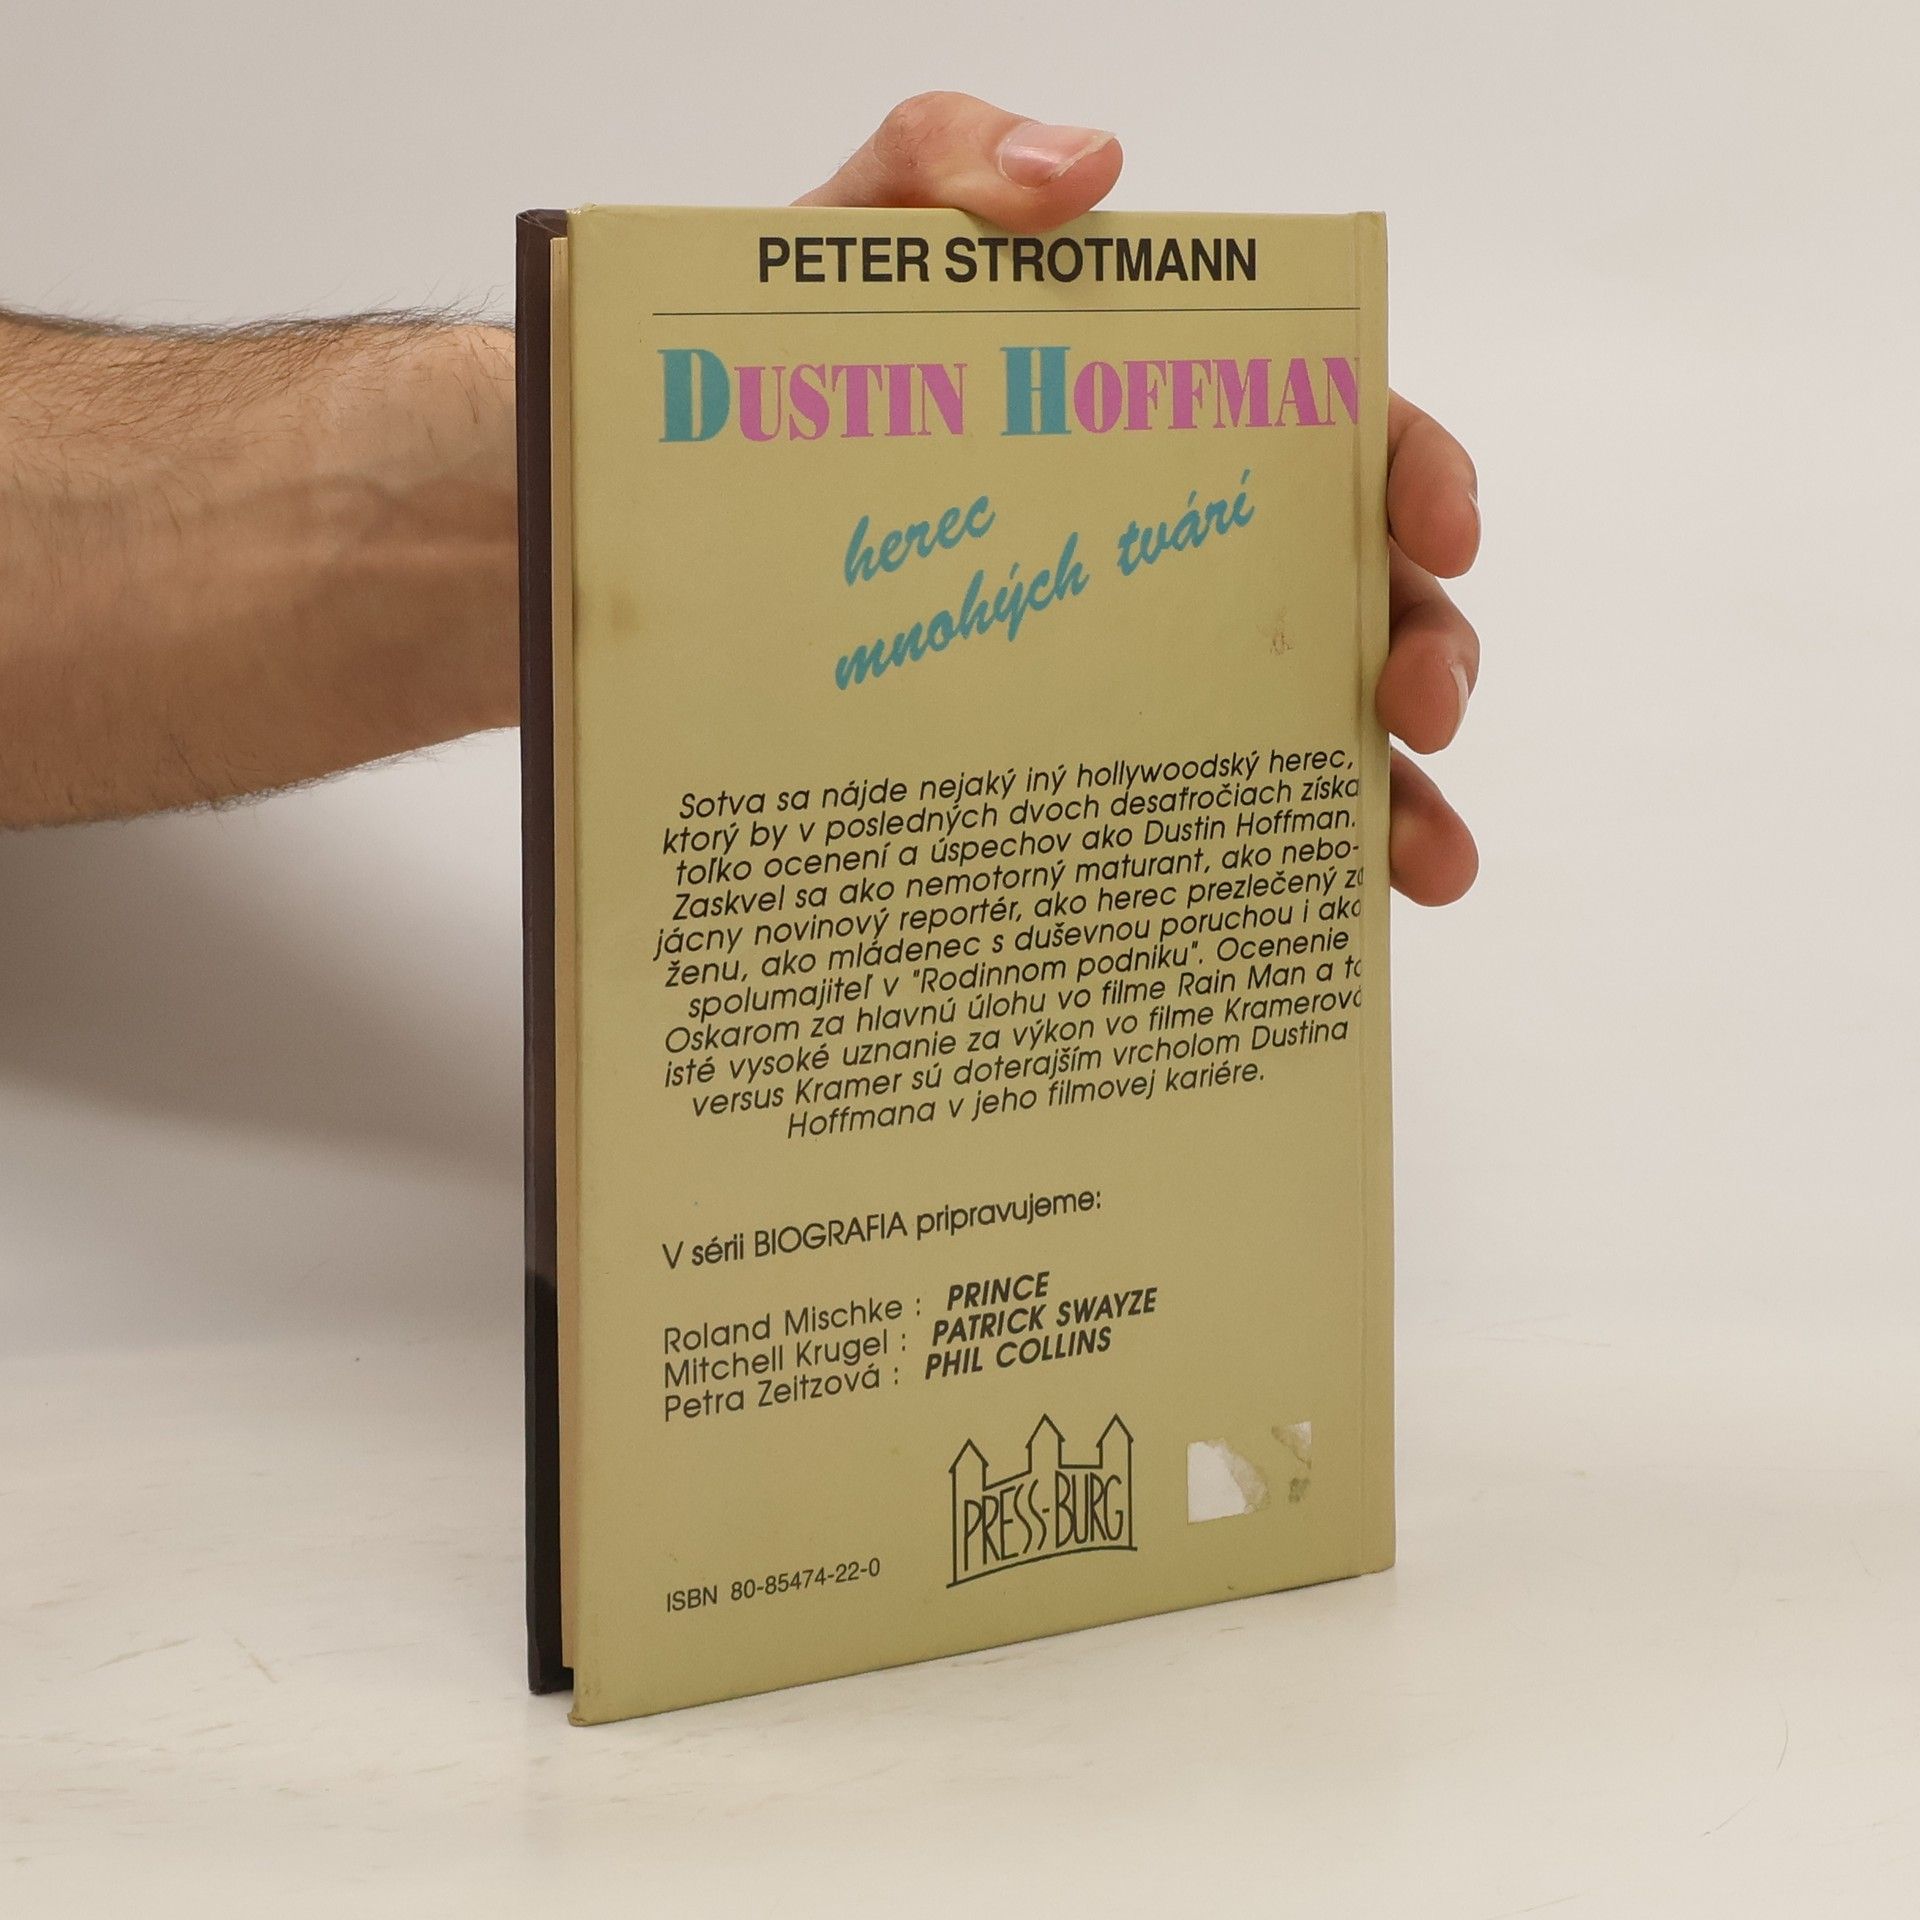 PETER STROTMANN
DUSTIN HOFFMAN
herec
mnohých tvárí
Sotva sa nájde nejaký iný hollywoodský herec,
ktorý by v posledných dvoch desaťročiach získa
toľko ocenení a úspechov ako Dustin Hoffman.
Zaskvel sa ako nemotorný maturant, ako nebo-
jácny novinový reportér, ako herec prezlečený za
ženu, ako mládenec s duševnou poruchou i ako
spolumajiteľ v "Rodinnom podniku". Ocenenie
Oskarom za hlavnú úlohu vo filme Rain Man a to
isté vysoké uznanie za výkon vo filme Kramerová
versus Kramer sú doterajším vrcholom Dustina
Hoffmana v jeho filmovej kariére.
V sérii BIOGRAFIA pripravujeme:
Roland Mischke : PRINCE
Mitchell Krugel : PATRICK SWAYZE
Petra Zeitzová : PHIL COLLINS
PRESS-BURG
ISBN 80-85474-22-0